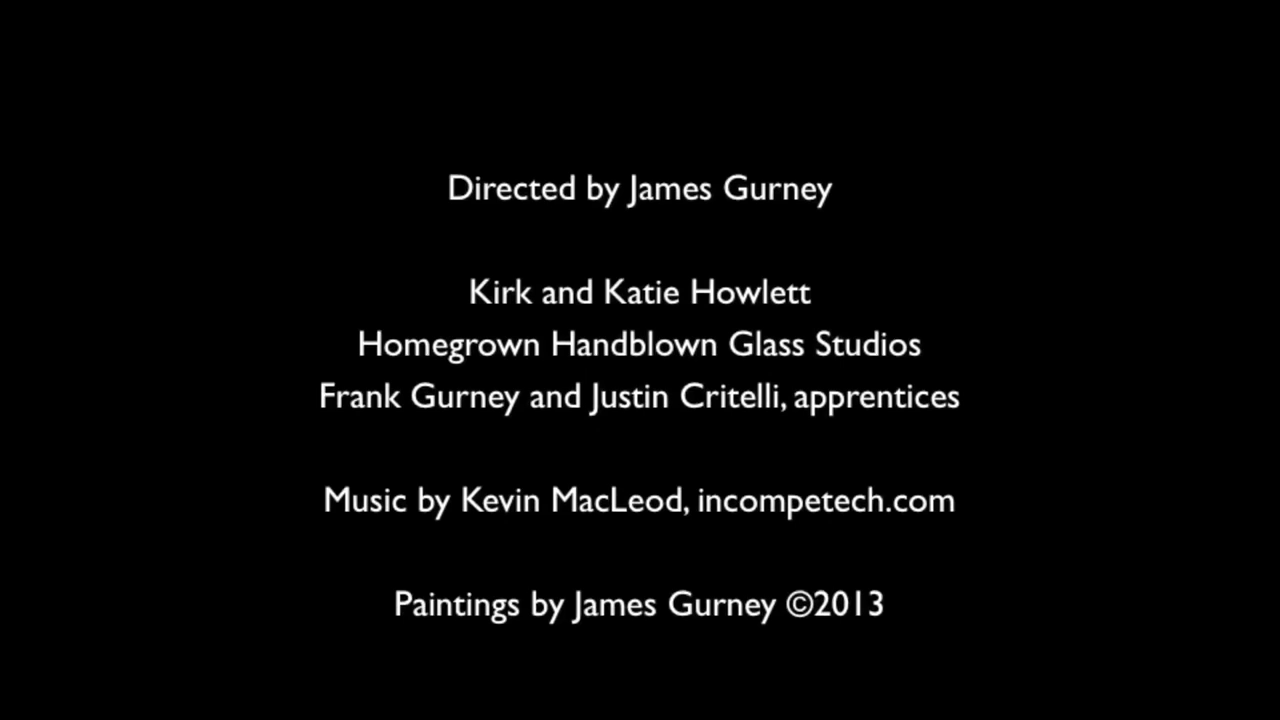 Directed by James Gurney
Kirk and Katie Howlett
Homegrown Handblown Glass Studios
Frank Gurney and Justin Critelli, apprentices
Music by Kevin MacLeod, incompetech.com
Paintings by James Gurney ©2013